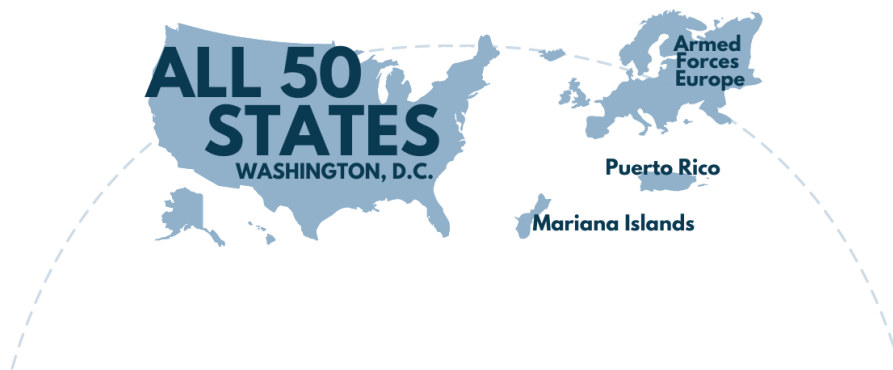 ALL 50
STATES
WASHINGTON, D.C.
Armed
Forces
Europe
Puerto Rico
Mariana Islands